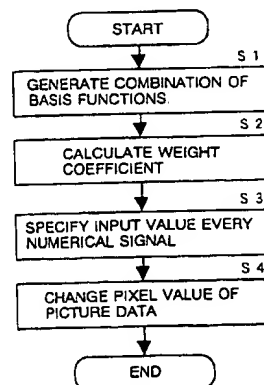 START
S 1
GENERATE COMBINATION OF
BASIS FUNCTIONS.
S 2
CALCULATE WEIGHT
COEFFICIENT
S 3
SPECIFY INPUT VALUE EVERY
NUMERICAL SIGNAL
S 4
CHANGE PIXEL VALUE OF
PICTURE DATA
END